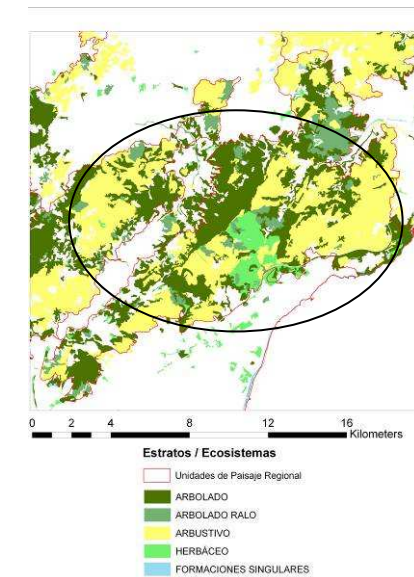 0 2 4 8 12 16
Kilometers
Estratos / Ecosistemas
Unidades de Paisaje Regional
ARBOLADO
ARBOLADO RALO
ARBUSTIVO
HERBÁCEO
FORMACIONES SINGULARES